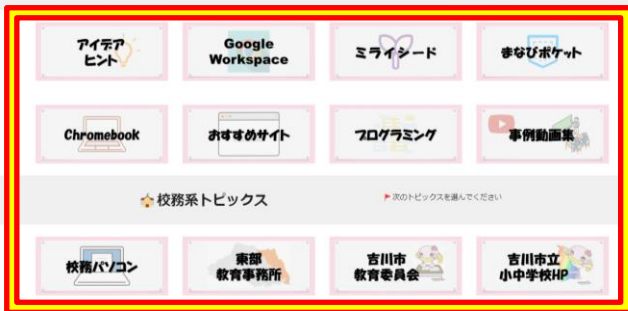 アイデア
ヒント
Google
Workspace
ミライシード
まなびポケット
Chromebook
おすすめサイト
プログラミング
事例動画集
校務系トピックス
次のトピックスを選んでください
校務パソコン
東部
教育事務所
吉川市
教育委員会
吉川市立
小中学校HP